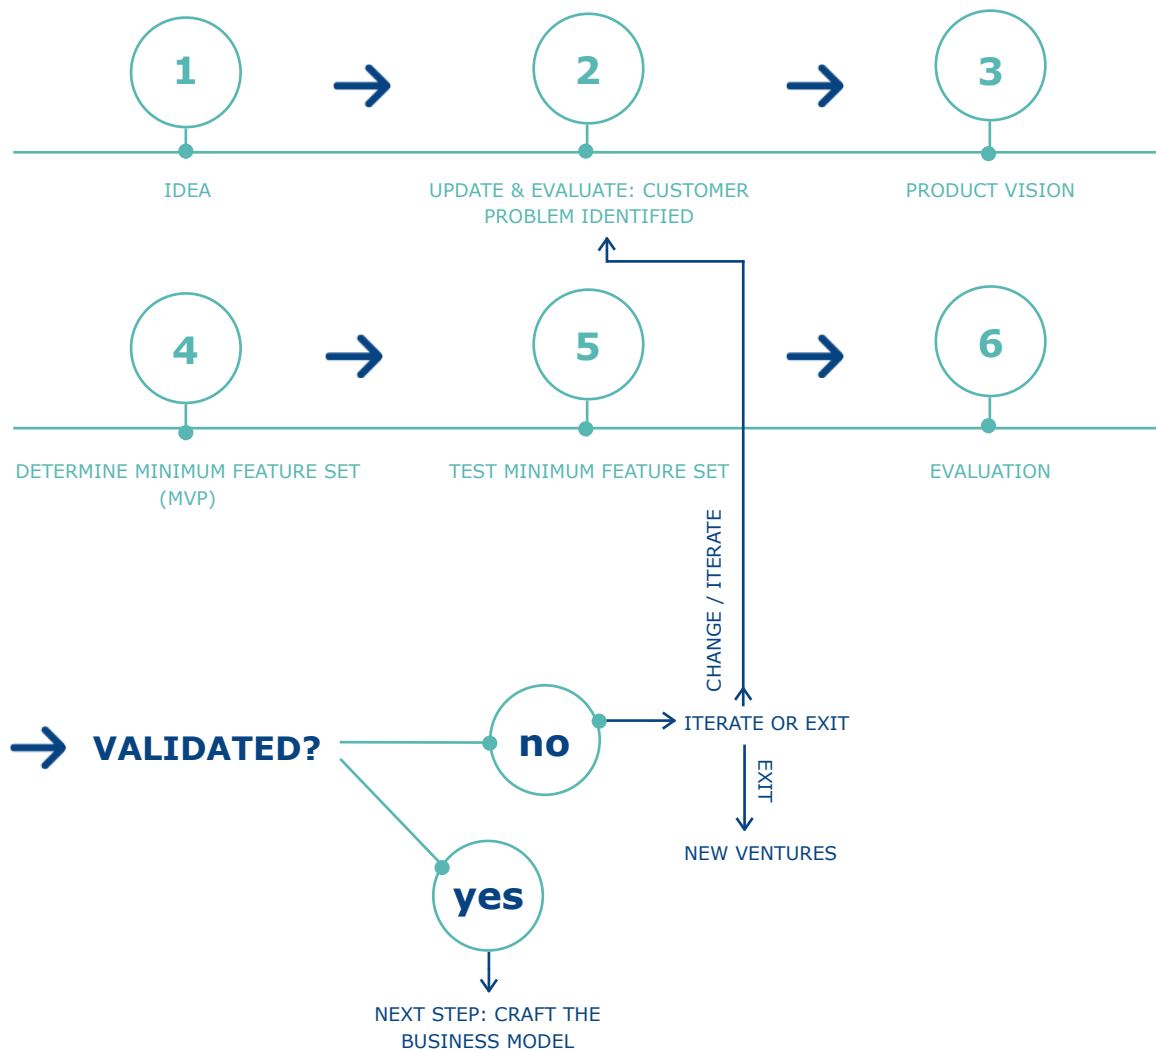 1
2
3
IDEA
UPDATE & EVALUATE: CUSTOMER
PROBLEM IDENTIFIED
PRODUCT VISION
4
5
6
DETERMINE MINIMUM FEATURE SET
(MVP)
TEST MINIMUM FEATURE SET
EVALUATION
CHANGE / ITERATE
VALIDATED?
no
ITERATE OR EXIT
EXIT
NEW VENTURES
yes
NEXT STEP: CRAFT THE
BUSINESS MODEL